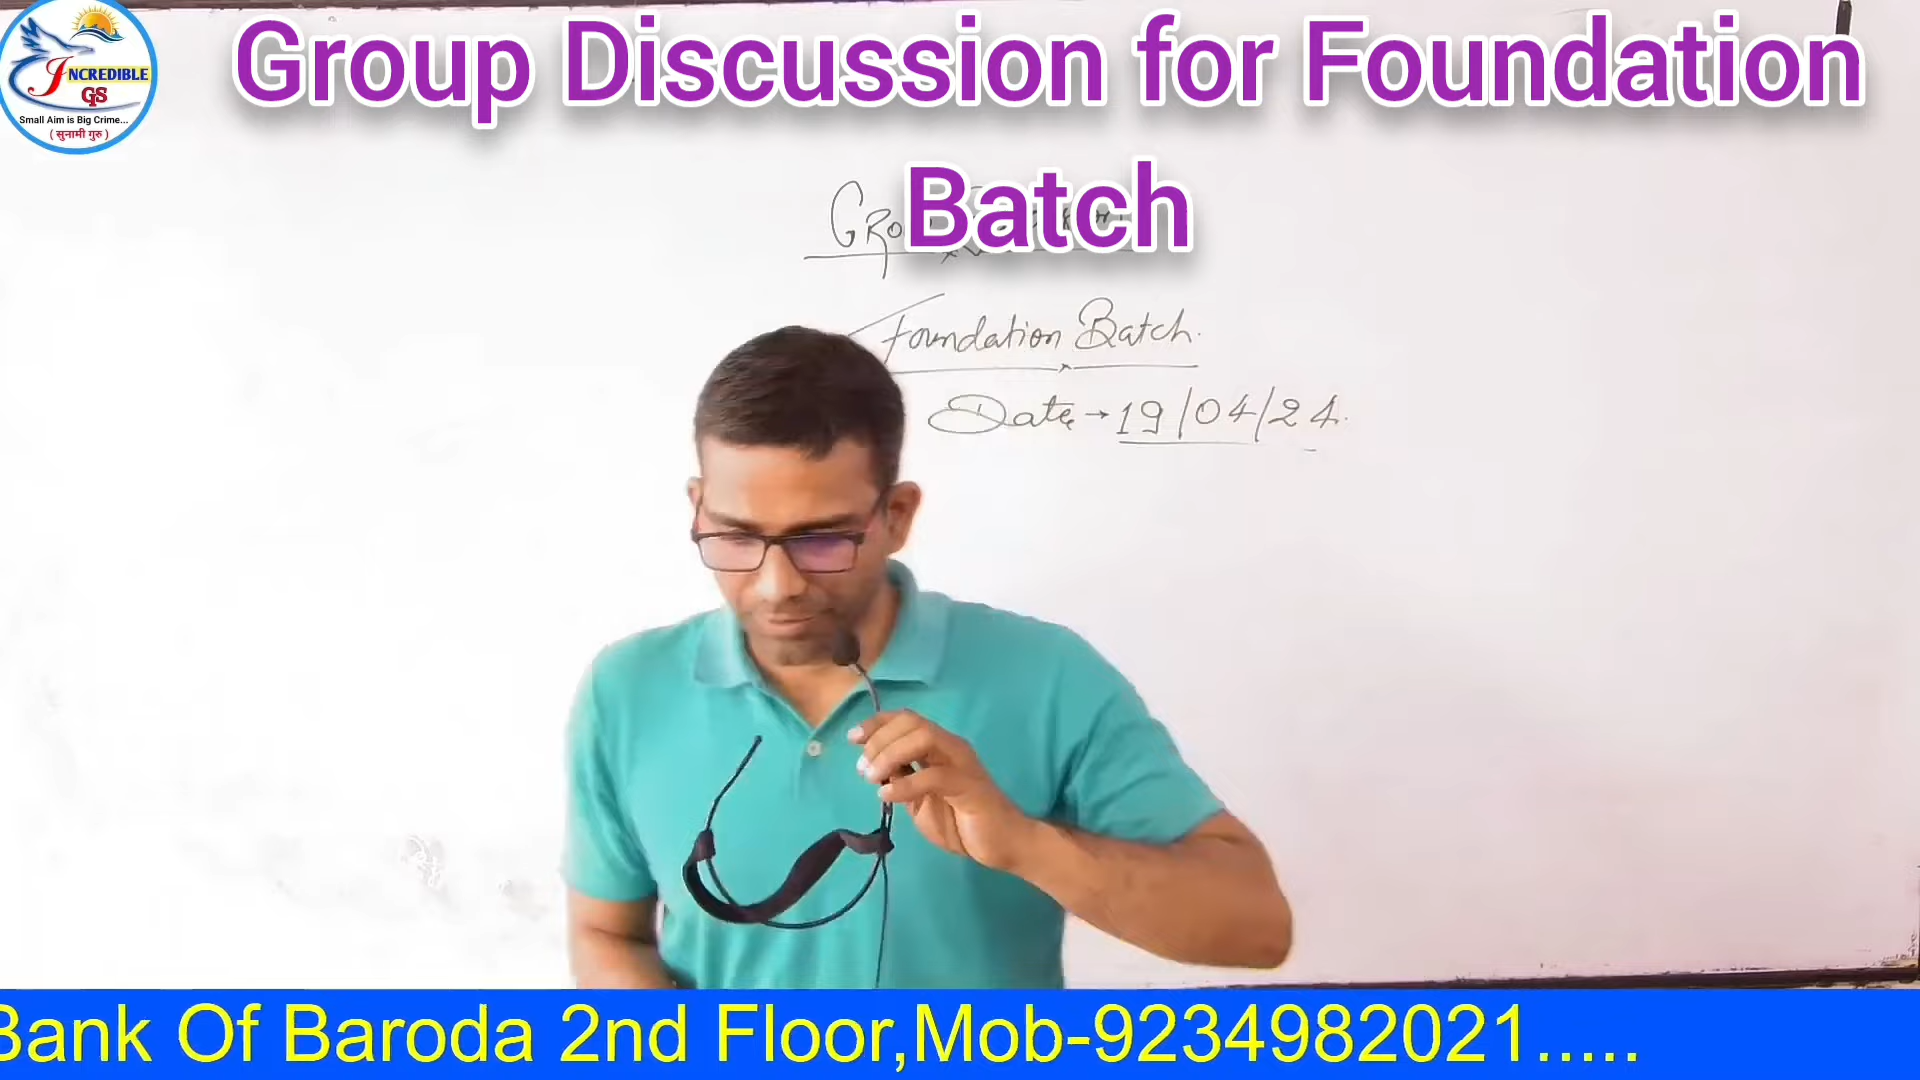 INCREDIBLE
GS
Small Aim is Big Crime...
( सुनामी गुरु )
Group Discussion for Foundation
Batch
Foundation Batch.
Date → 19/04/24.
Bank Of Baroda 2nd Floor,Mob-9234982021.....